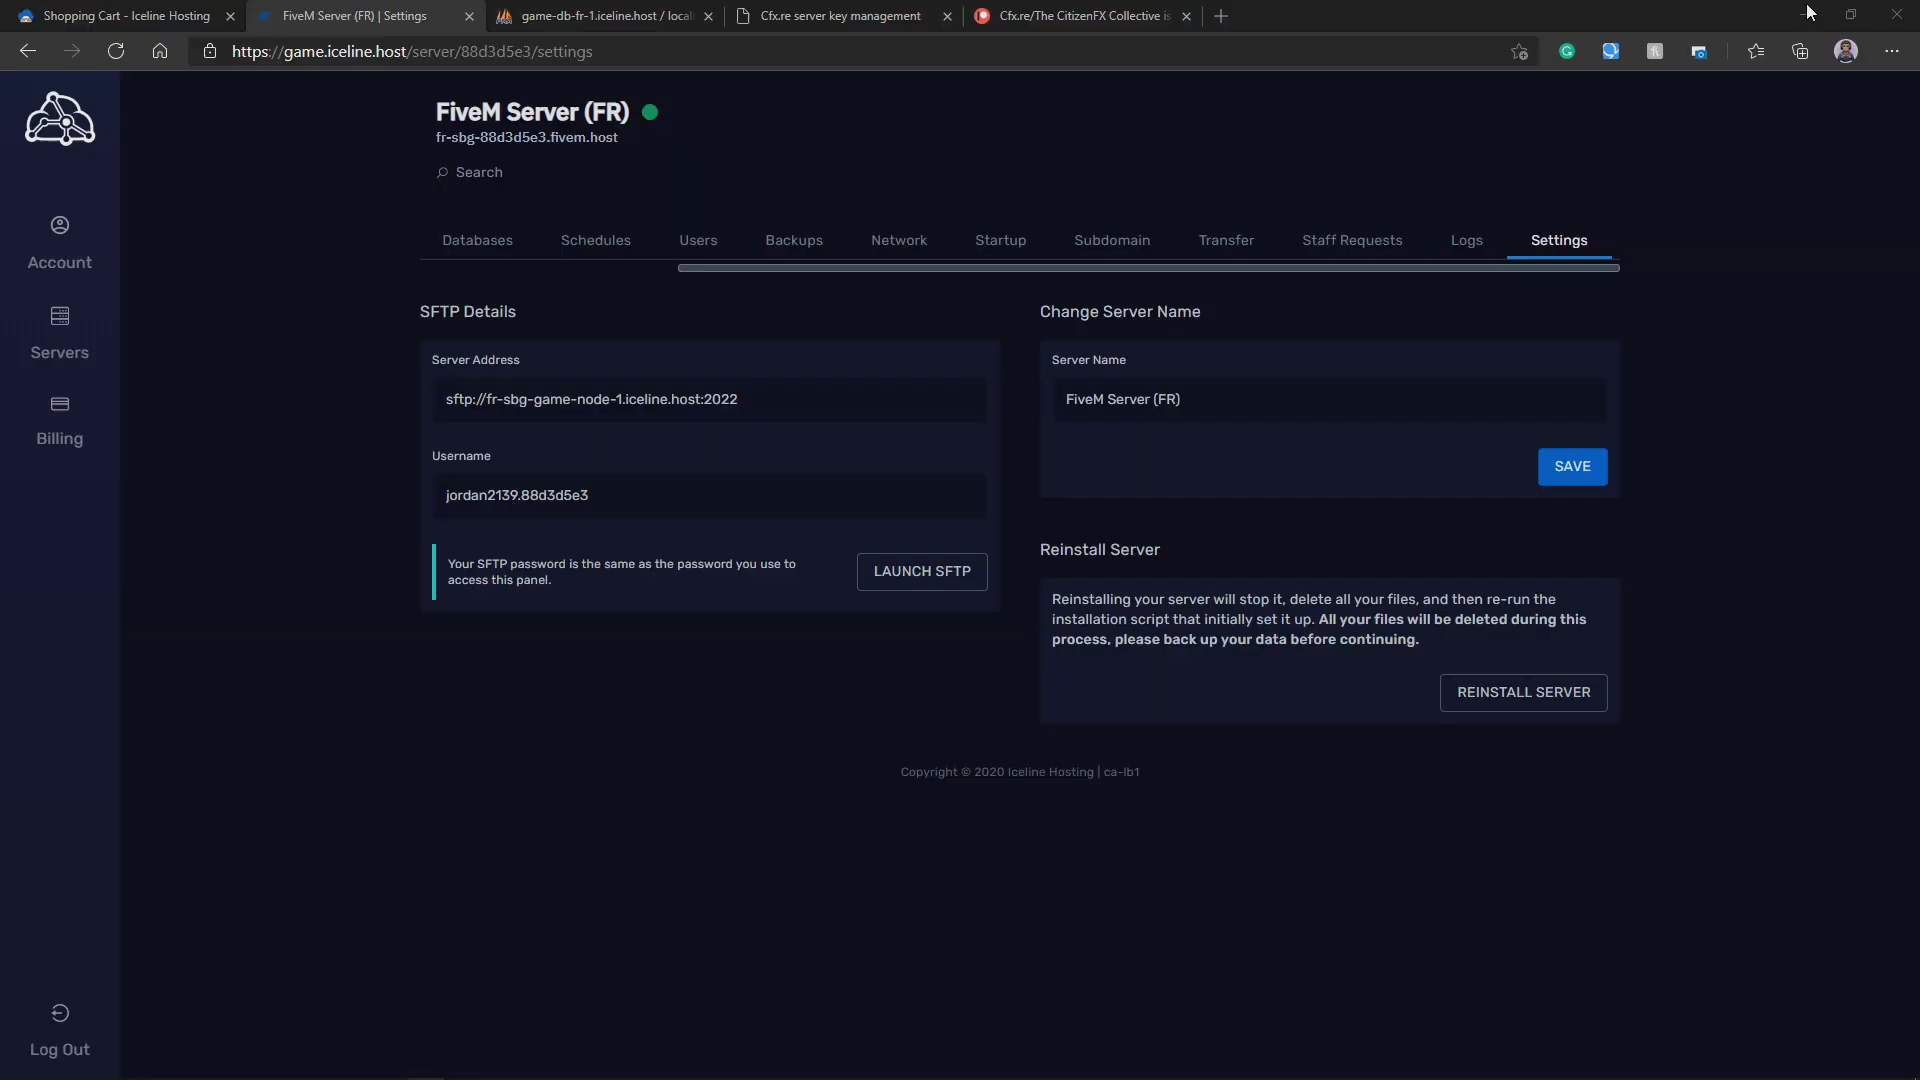 Shopping Cart - Iceline Hosting
FiveM Server (FR) | Settings
game-db-fr-1.iceline.host / local
Cfx.re server key management
Cfx.re/The CitizenFX Collective is
https://game.iceline.host/server/88d3d5e3/settings
FiveM Server (FR)
fr-sbg-88d3d5e3.fivem.host
Search
Databases
Schedules
Users
Backups
Network
Startup
Subdomain
Transfer
Staff Requests
Logs
Settings
Account
Servers
Billing
Log Out
SFTP Details
Server Address
sftp://fr-sbg-game-node-1.iceline.host:2022
Username
jordan2139.88d3d5e3
Your SFTP password is the same as the password you use to
access this panel.
LAUNCH SFTP
Change Server Name
Server Name
FiveM Server (FR)
SAVE
Reinstall Server
Reinstalling your server will stop it, delete all your files, and then re-run the
installation script that initially set it up. All your files will be deleted during this
process, please back up your data before continuing.
REINSTALL SERVER
Copyright © 2020 Iceline Hosting | ca-lb1